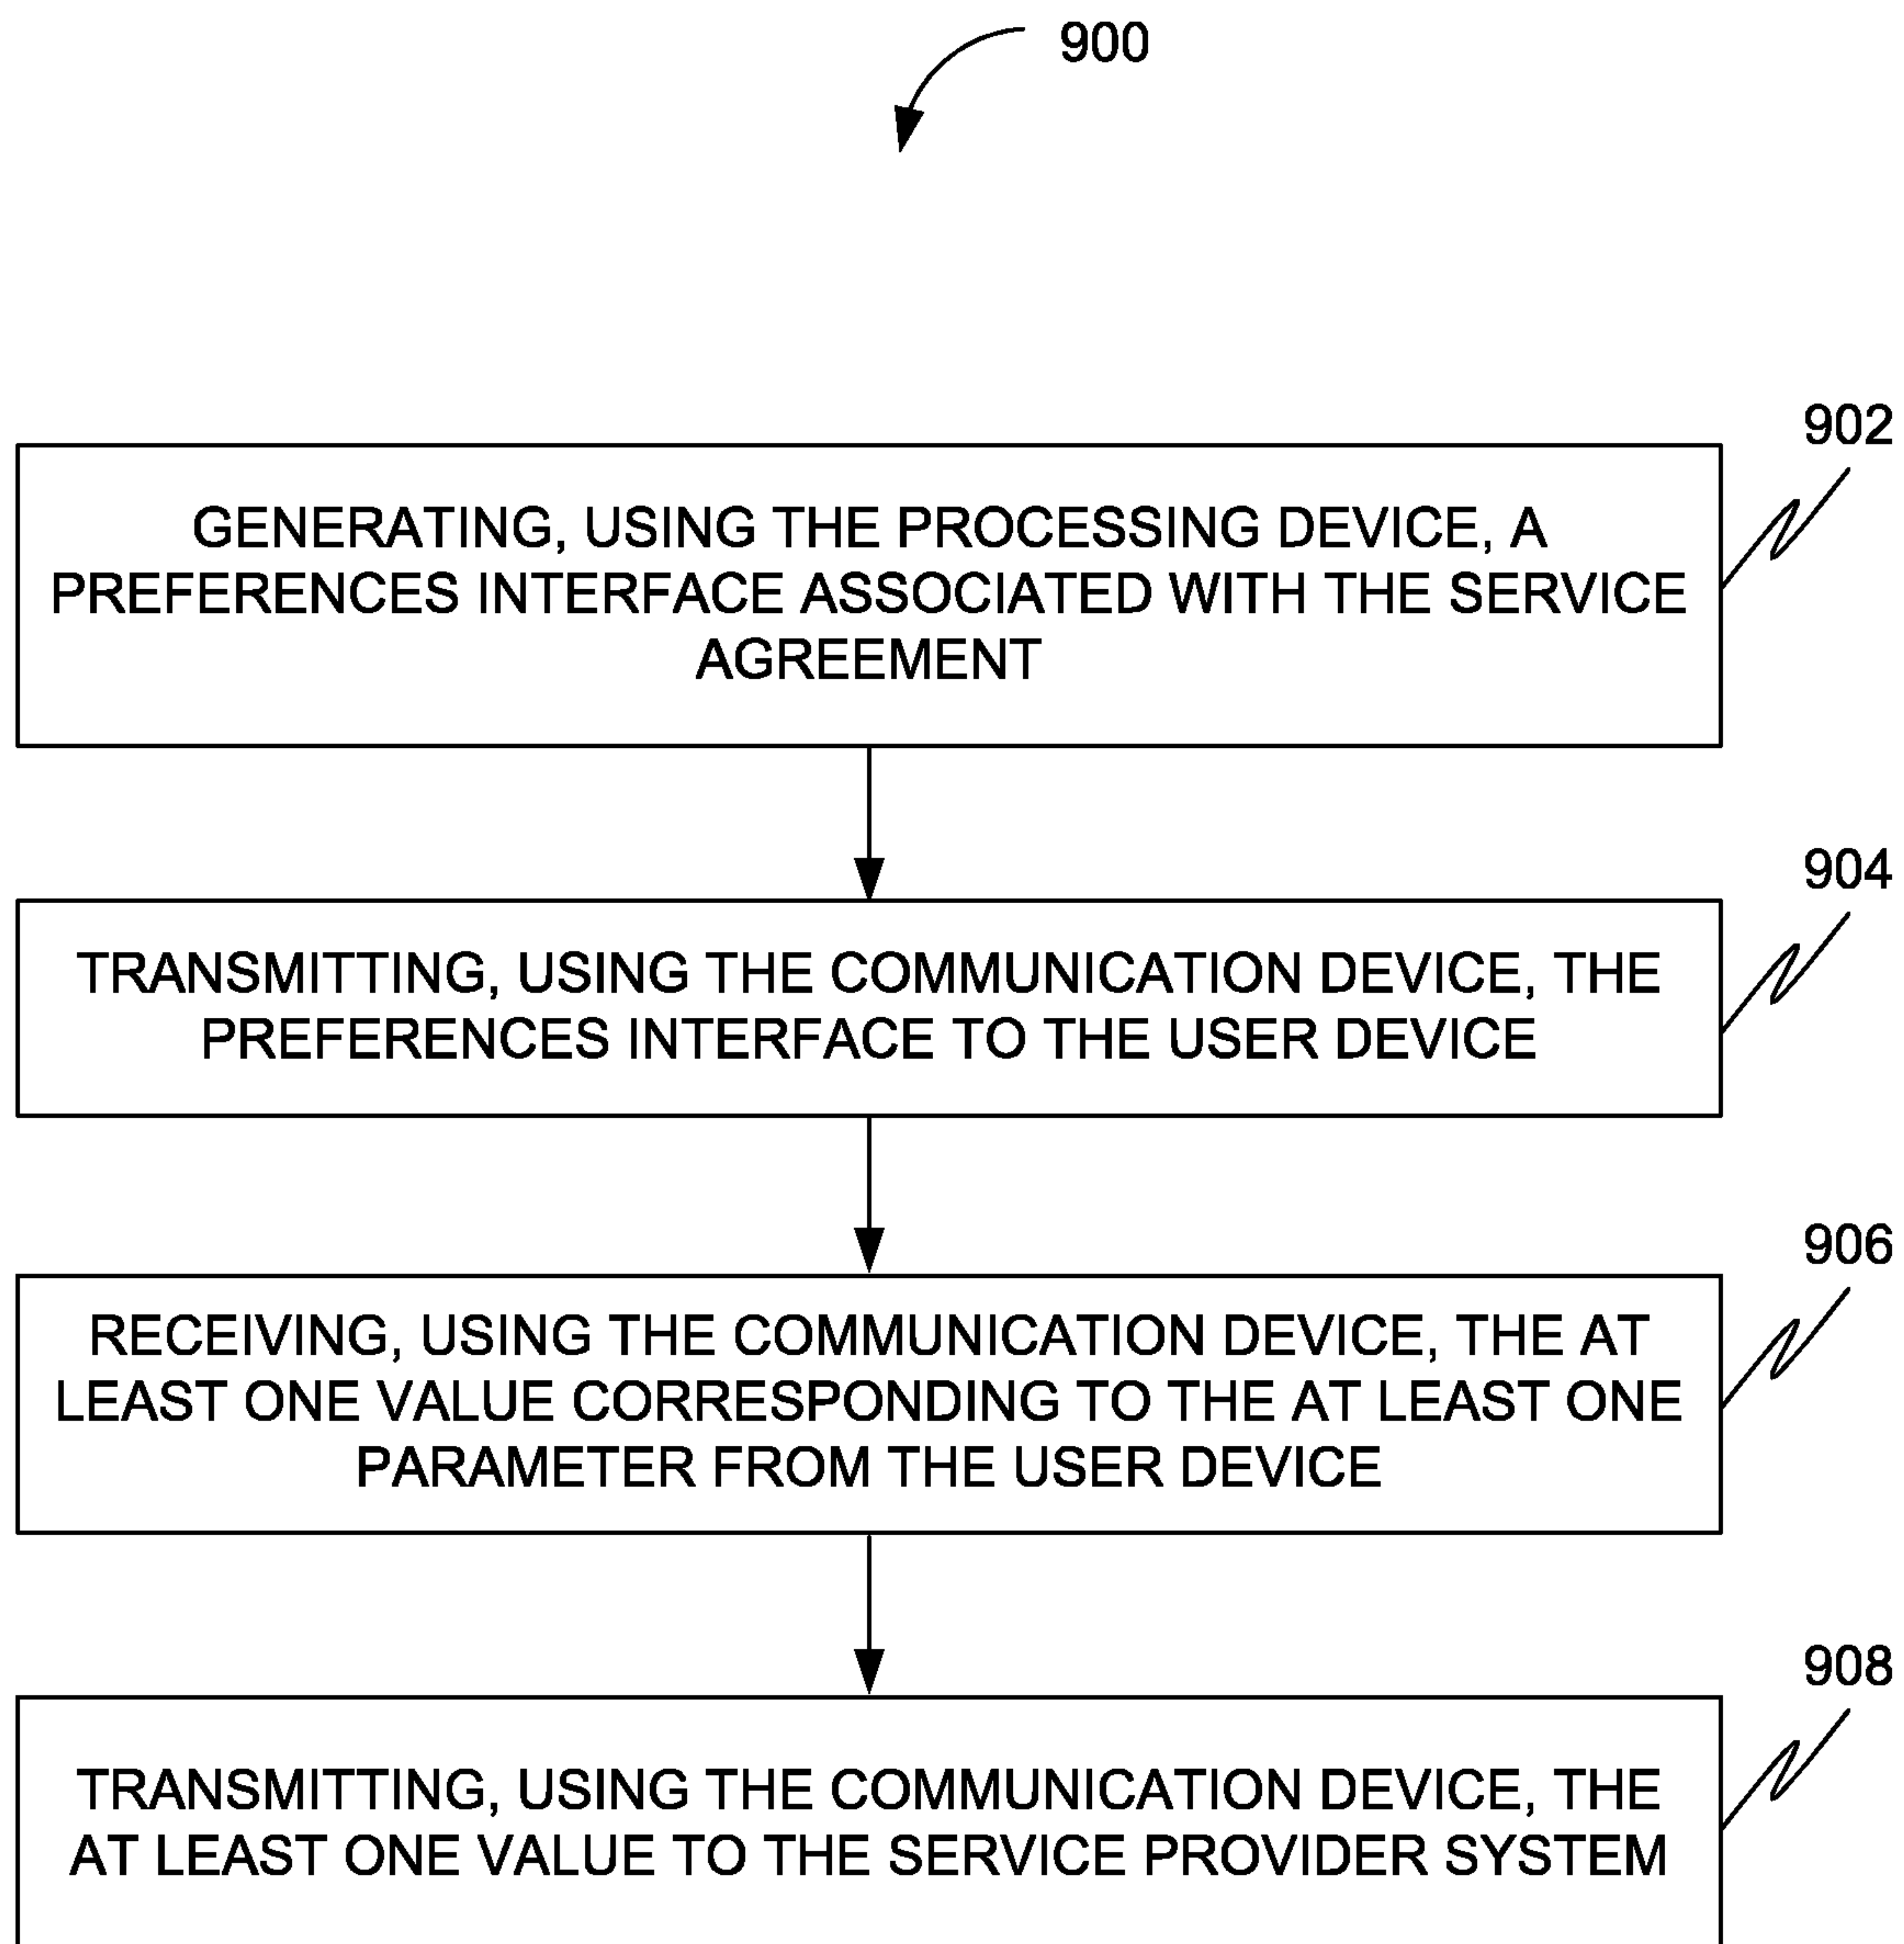 900
902
GENERATING, USING THE PROCESSING DEVICE, A
PREFERENCES INTERFACE ASSOCIATED WITH THE SERVICE
AGREEMENT
904
TRANSMITTING, USING THE COMMUNICATION DEVICE, THE
PREFERENCES INTERFACE TO THE USER DEVICE
906
RECEIVING, USING THE COMMUNICATION DEVICE, THE AT
LEAST ONE VALUE CORRESPONDING TO THE AT LEAST ONE
PARAMETER FROM THE USER DEVICE
908
TRANSMITTING, USING THE COMMUNICATION DEVICE, THE
AT LEAST ONE VALUE TO THE SERVICE PROVIDER SYSTEM